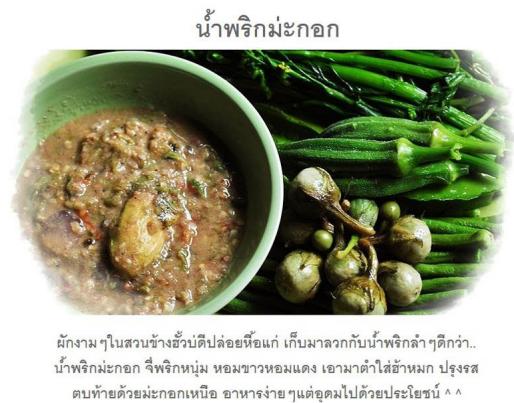 น้ำพริกม่ะกอก
ผักงามๆในสวนข้างฮั้วบ่ดีปล่อยหื้อแก่ เก็บมาลวกกับน้ำพริกลำๆดีกว่า..
น้ำพริกม่ะกอก จี่พริกหนุ่ม หอมขาวหอมแดง เอามาตำใส่ฮ้าหมก ปรุงรส
ตบท้ายด้วยม่ะกอกเหนือ อาหารง่ายๆแต่อุดมไปด้วยประโยชน์ ^ ^